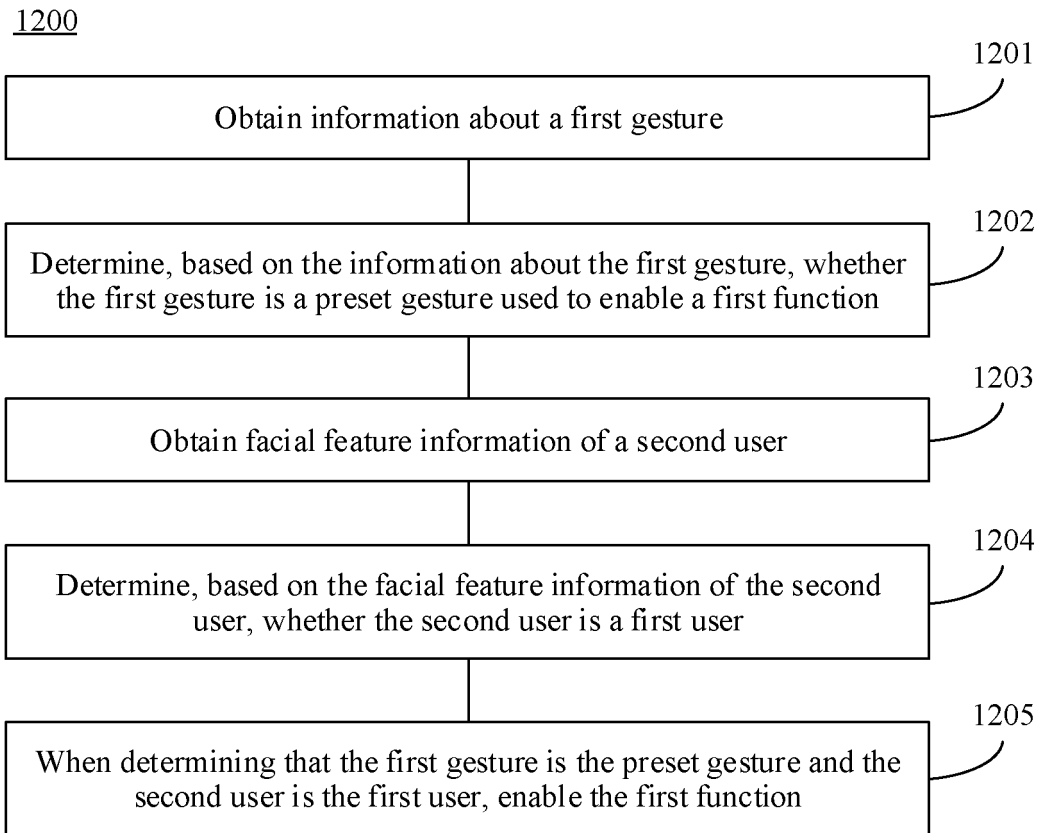 1200
1201
Obtain information about a first gesture
1202
Determine, based on the information about the first gesture, whether
the first gesture is a preset gesture used to enable a first function
1203
Obtain facial feature information of a second user
1204
Determine, based on the facial feature information of the second
user, whether the second user is a first user
1205
When determining that the first gesture is the preset gesture and the
second user is the first user, enable the first function